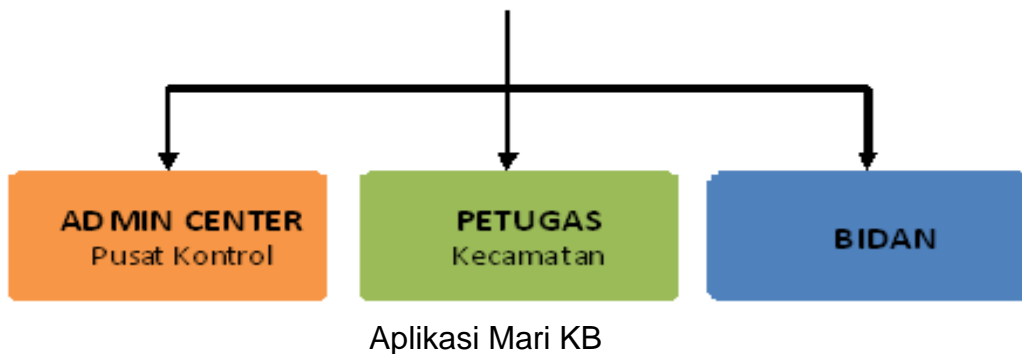 ADMIN CENTER
Pusat Kontrol
PETUGAS
Kecamatan
BIDAN
Aplikasi Mari KB